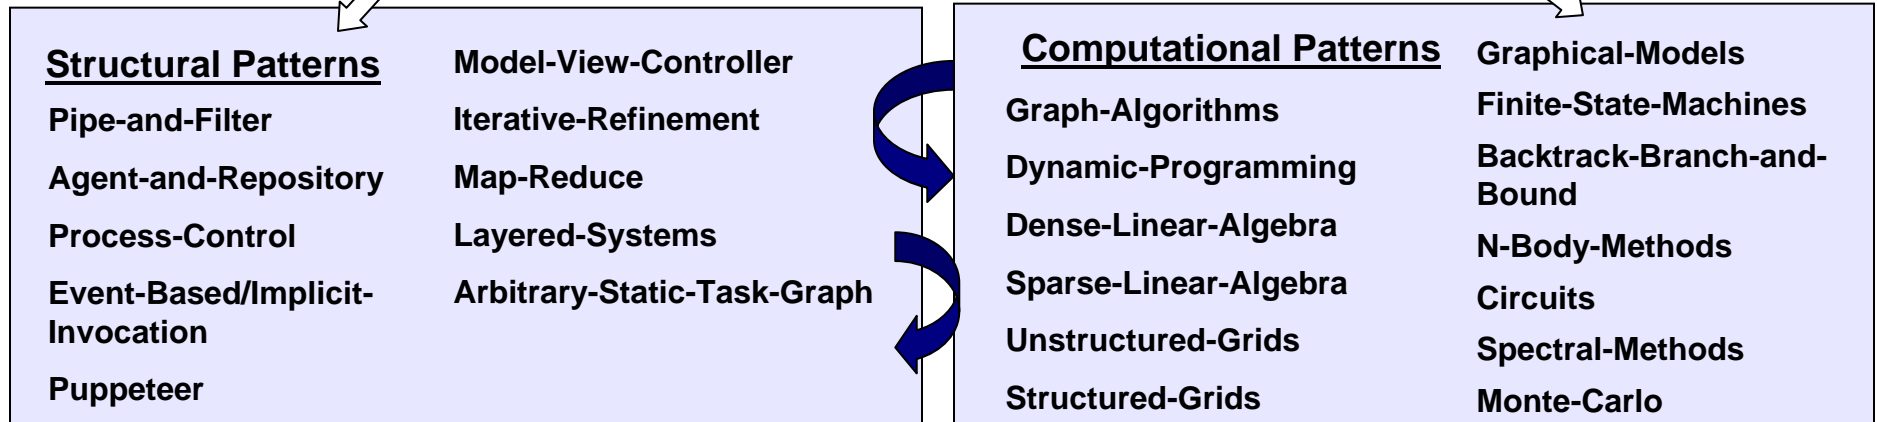 Structural Patterns
Pipe-and-Filter
Agent-and-Repository
Process-Control
Event-Based/Implicit-
Invocation
Puppeteer
Model-View-Controller
Iterative-Refinement
Map-Reduce
Layered-Systems
Arbitrary-Static-Task-Graph
Computational Patterns
Graph-Algorithms
Dynamic-Programming
Dense-Linear-Algebra
Sparse-Linear-Algebra
Unstructured-Grids
Structured-Grids
Graphical-Models
Finite-State-Machines
Backtrack-Branch-and-
Bound
N-Body-Methods
Circuits
Spectral-Methods
Monte-Carlo